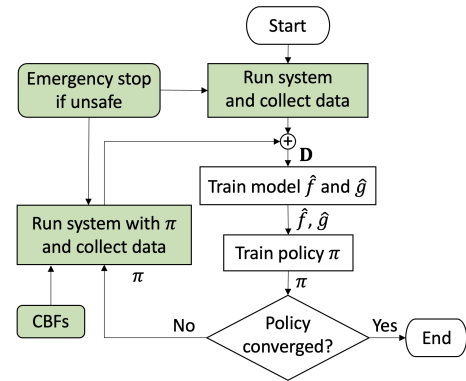 Start
Emergency stop
if unsafe
Run system
and collect data
+
D
Train model f̂ and ĝ
f̂, ĝ
Run system with π
and collect data
Train policy π
π
π
CBFs
No
Policy
converged?
Yes
End